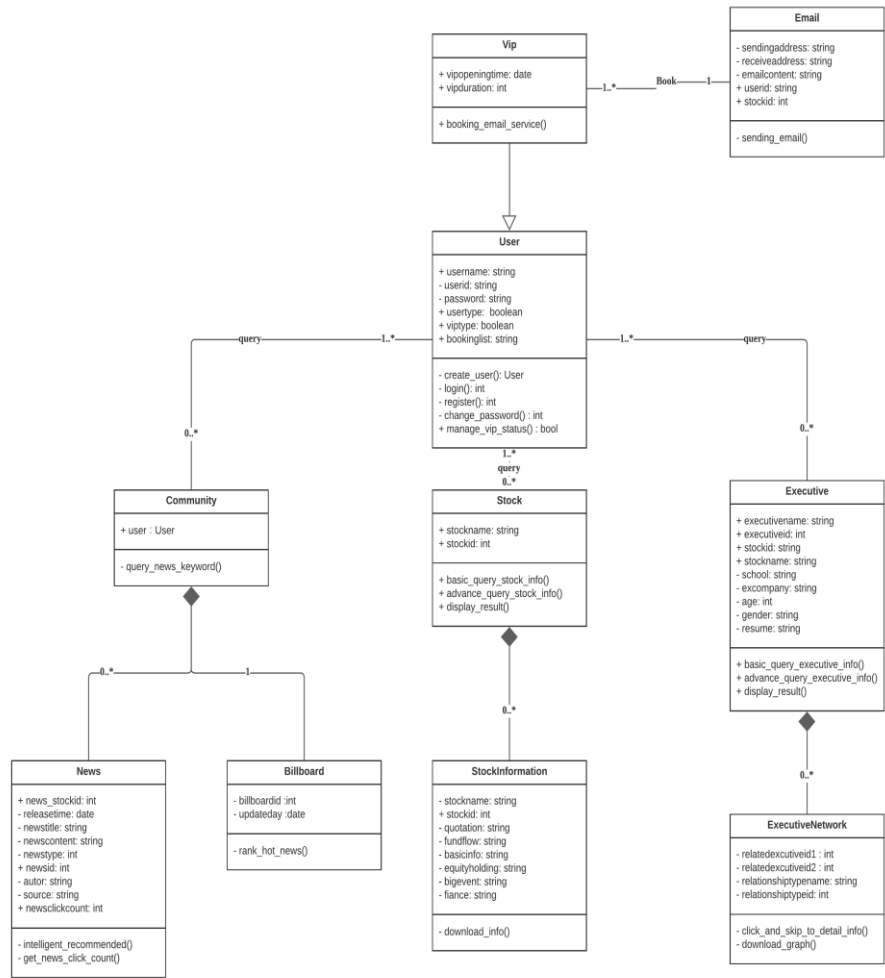 Vip
+ vipopeningtime: date
+ vipduration: int
+ booking_email_service()
1..*
Book
1
Email
- sendingaddress: string
- receiveaddress: string
- emailcontent: string
+ userid: string
+ stockid: int
- sending_email()
User
+ username: string
- userid: string
- password: string
+ usertype:  boolean
+ viptype: boolean
+ bookinglist: string
- create_user(): User
- login(): int
- register(): int
- change_password() : int
+ manage_vip_status() : bool
query
1..*
0..*
1..*
query
0..*
1..*
query
0..*
Community
+ user : User
- query_news_keyword()
Stock
+ stockname: string
+ stockid: int
+ basic_query_stock_info()
+ advance_query_stock_info()
+ display_result()
Executive
+ executivename: string
+ executiveid: int
+ stockid: string
+ stockname: string
- school: string
- excompany: string
- age: int
- gender: string
- resume: string
+ basic_query_executive_info()
+ advance_query_executive_info()
+ display_result()
0..*
1
0..*
0..*
News
+ news_stockid: int
- releasetime: date
- newstitle: string
- newscontent: string
- newstype: int
+ newsid: int
- autor: string
- source: string
+ newsclickcount: int
- intelligent_recommended()
- get_news_click_count()
Billboard
- billboardid :int
- updateday :date
- rank_hot_news()
StockInformation
- stockname: string
+ stockid: int
- quotation: string
- fundflow: string
- basicinfo: string
- equityholding: string
- bigevent: string
- fiance: string
- download_info()
ExecutiveNetwork
- relatedexcutiveid1 : int
- relatedexcutiveid2 : int
- relationshiptypename: string
- relationshiptypeid: int
- click_and_skip_to_detail_info()
- download_graph()